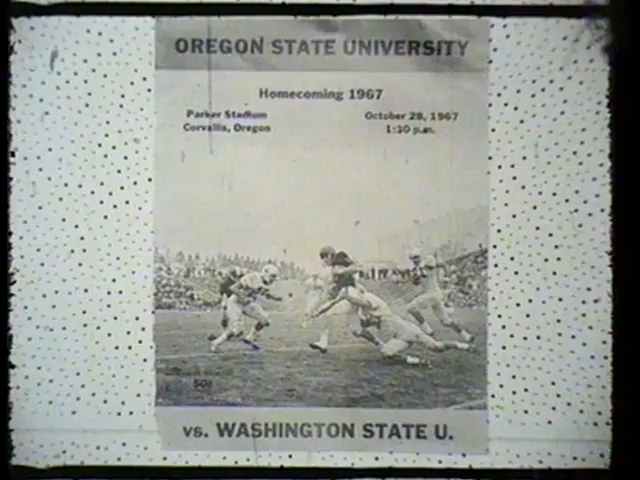 OREGON STATE UNIVERSITY
Homecoming 1967
Parker Stadium
Corvallis, Oregon
October 28, 1967
1:30 p.m.
50¢
vs. WASHINGTON STATE U.